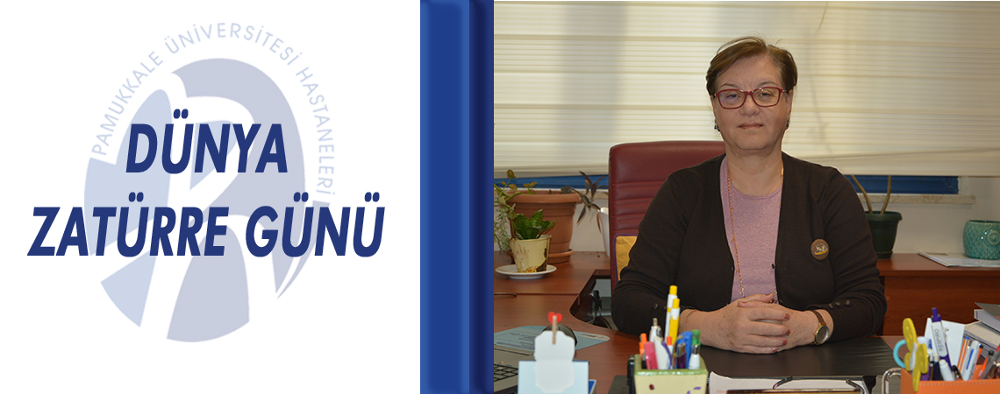 PAMUKKALE ÜNİVERSİTESİ HASTANELERİ
DÜNYA
ZATÜRRE GÜNÜ